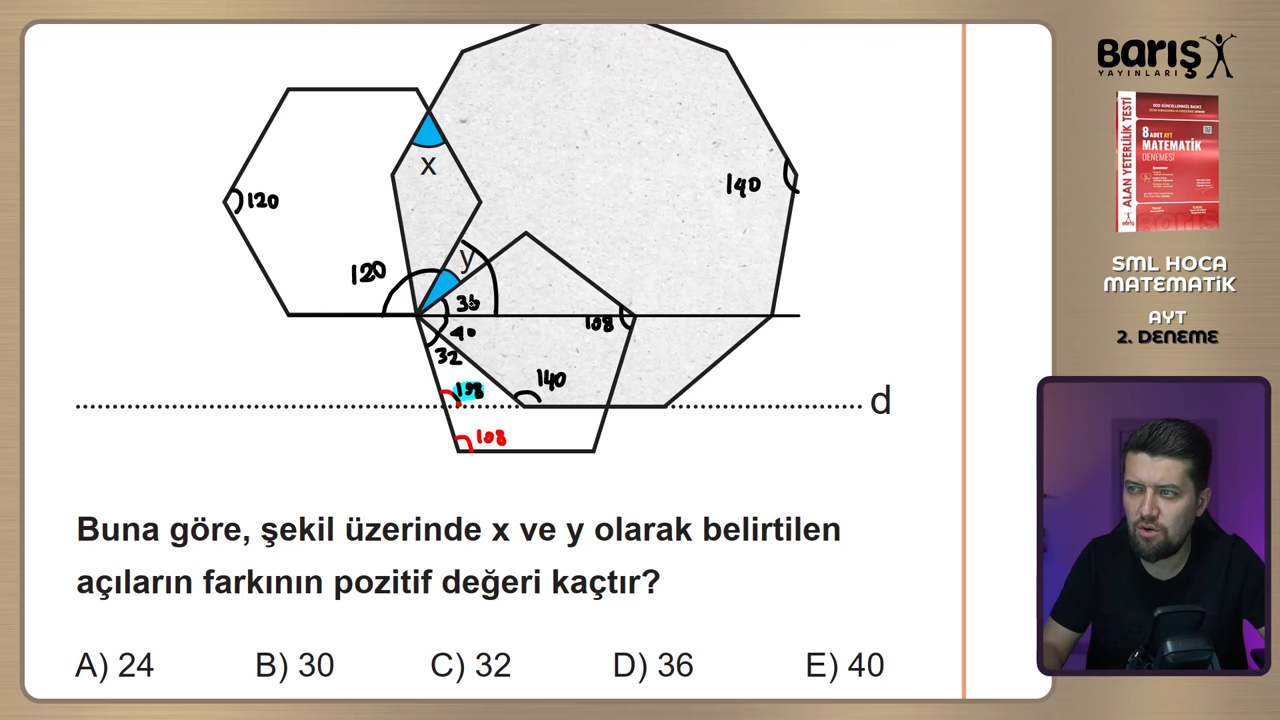 BARIŞ
YAYINLARI
ALAN YETERLİLİK TESTİ
8 ADET AYT
MATEMATİK
DENEMESİ
SML HOCA
MATEMATİK
AYT
2. DENEME
x
140
120
120
y
36
108
40
32
140
108
d
108
Buna göre, şekil üzerinde x ve y olarak belirtilen
açıların farkının pozitif değeri kaçtır?
A) 24 B) 30 C) 32 D) 36 E) 40